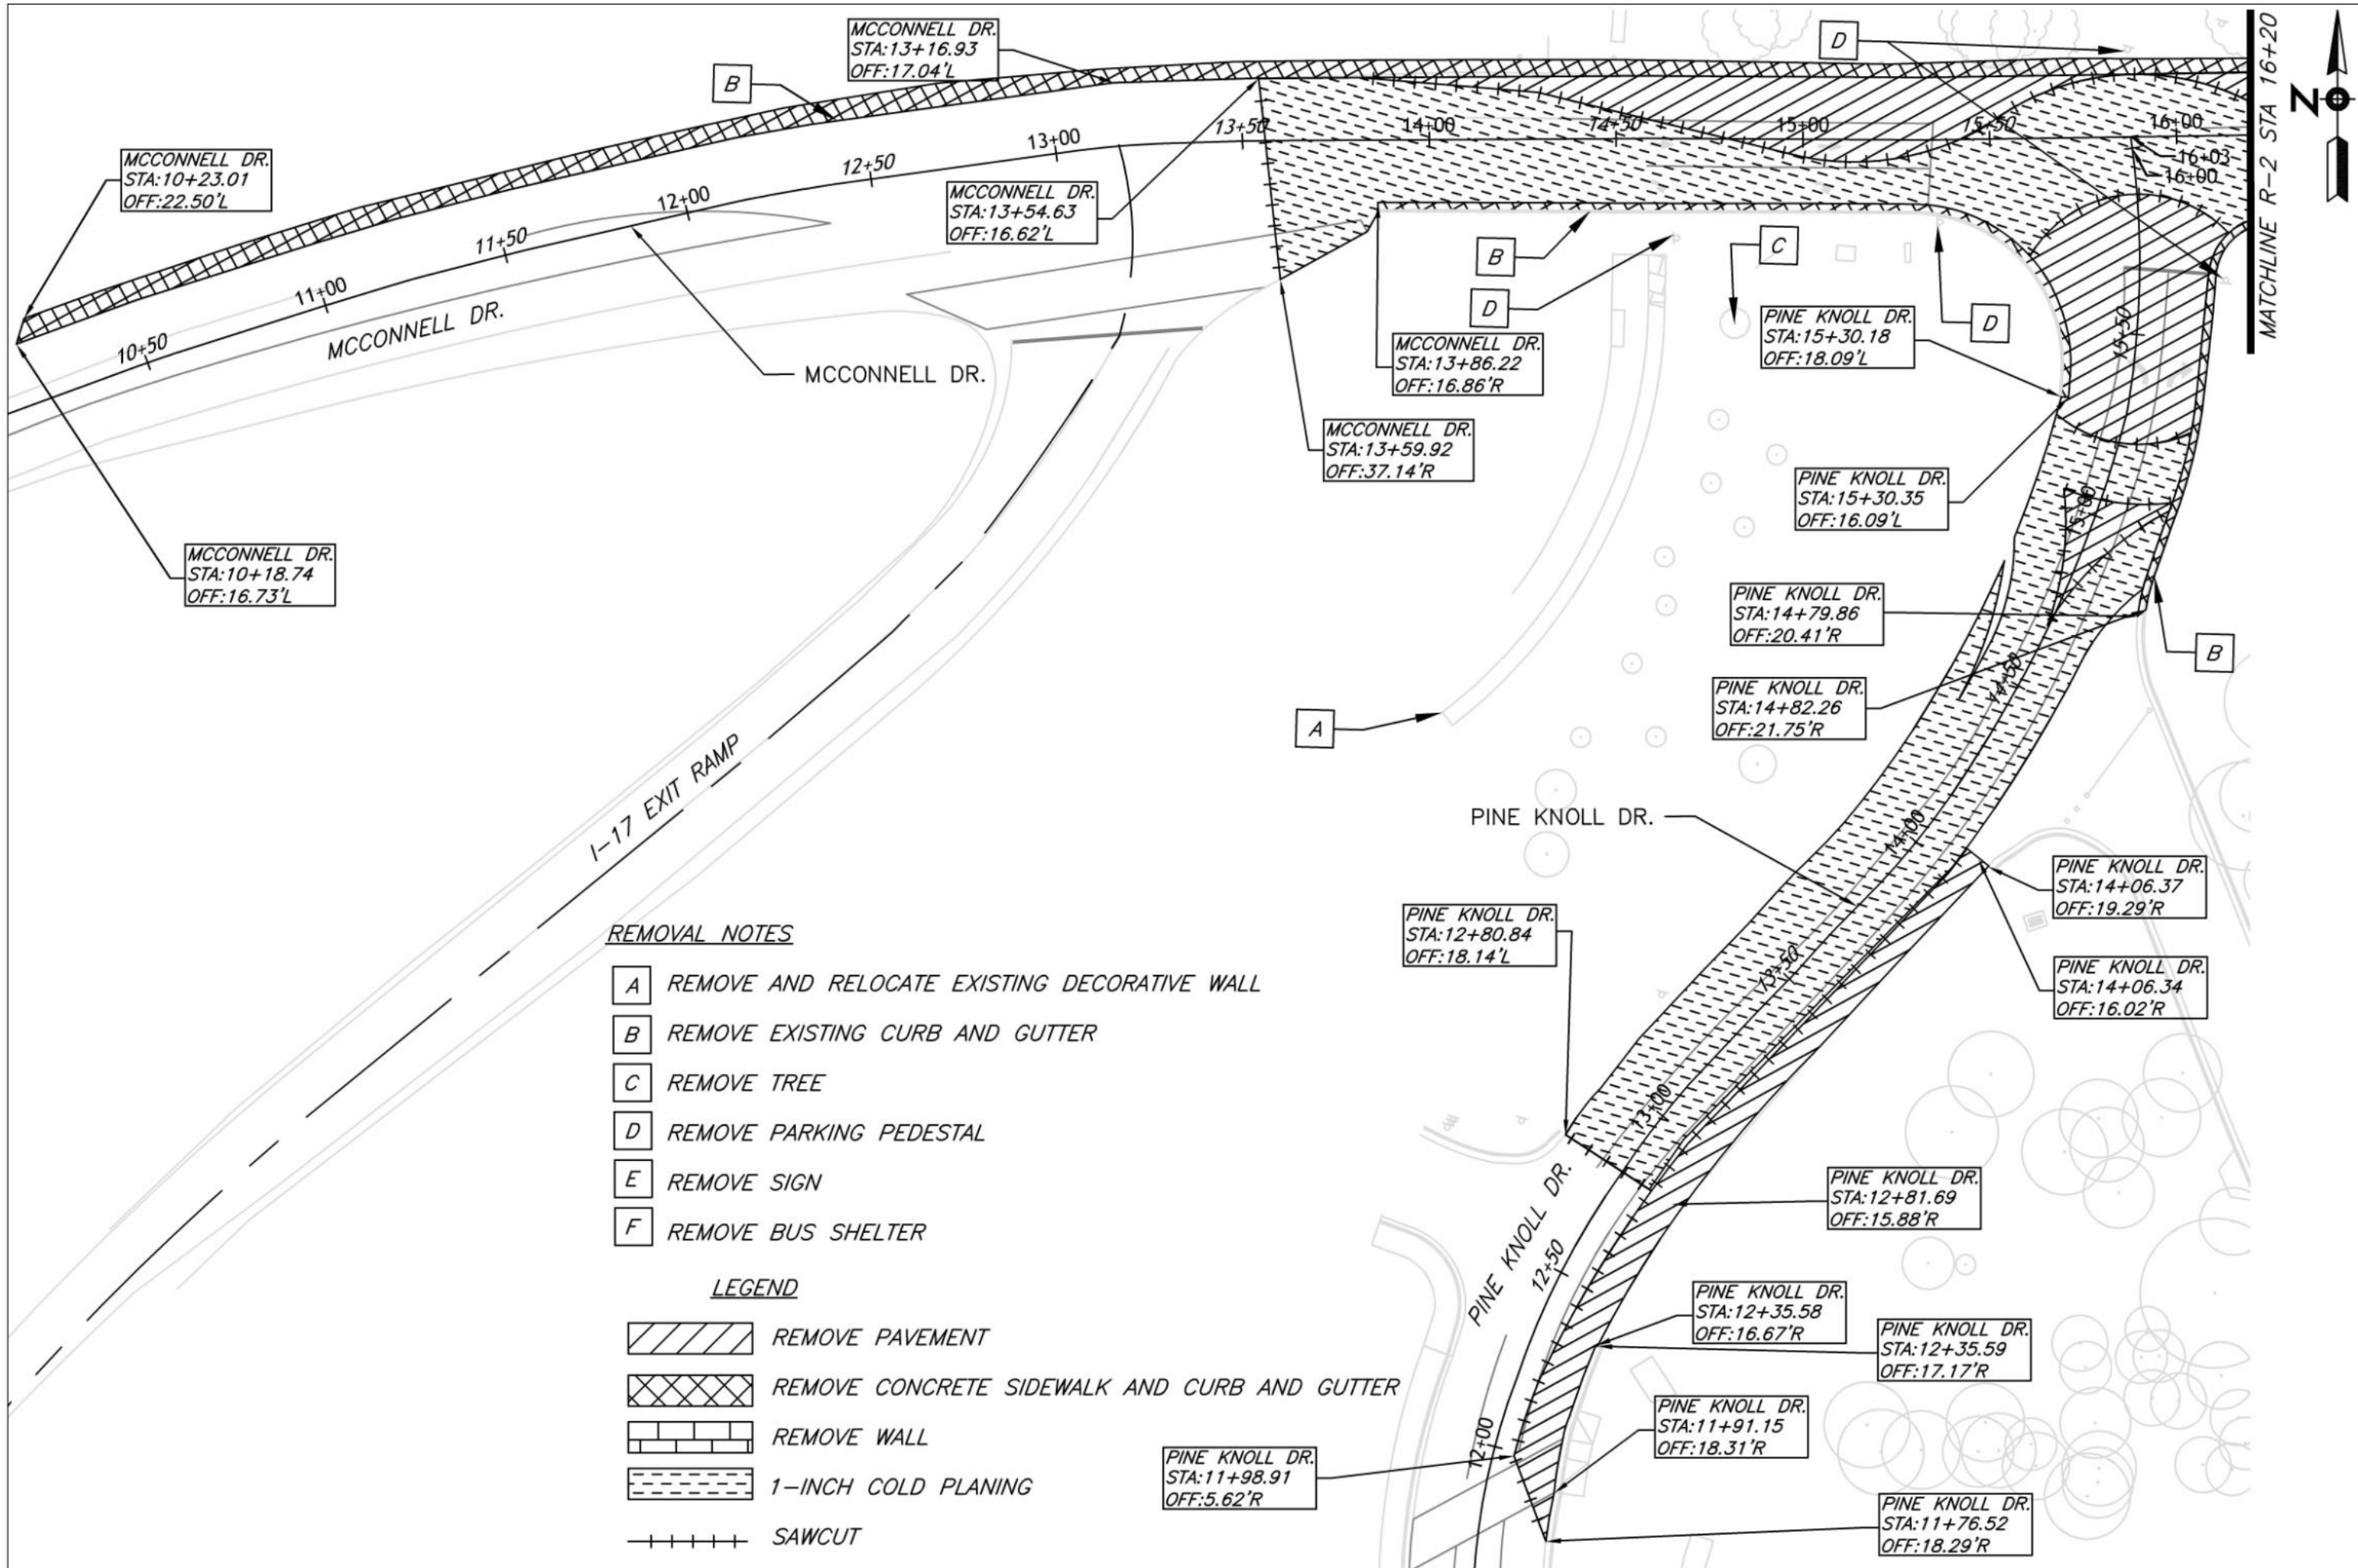 MCCONNELL DR.
STA:13+16.93
OFF:17.04'L
B
D
MATCHLINE R-2 STA 16+20
N
MCCONNELL DR.
STA:10+23.01
OFF:22.50'L
MCCONNELL DR.
STA:13+54.63
OFF:16.62'L
10+50
11+00
11+50
12+00
12+50
13+00
13+50
14+00
14+50
15+00
15+50
16+00
16+03
16+00
MCCONNELL DR.
MCCONNELL DR.
B
D
C
D
MCCONNELL DR.
STA:13+86.22
OFF:16.86'R
PINE KNOLL DR.
STA:15+30.18
OFF:18.09'L
MCCONNELL DR.
STA:13+59.92
OFF:37.14'R
PINE KNOLL DR.
STA:15+30.35
OFF:16.09'L
MCCONNELL DR.
STA:10+18.74
OFF:16.73'L
PINE KNOLL DR.
STA:14+79.86
OFF:20.41'R
B
PINE KNOLL DR.
STA:14+82.26
OFF:21.75'R
A
I-17 EXIT RAMP
PINE KNOLL DR.
15+50
15+00
14+50
14+00
13+50
13+00
12+50
12+00
PINE KNOLL DR.
STA:14+06.37
OFF:19.29'R
PINE KNOLL DR.
STA:12+80.84
OFF:18.14'L
PINE KNOLL DR.
STA:14+06.34
OFF:16.02'R
PINE KNOLL DR.
PINE KNOLL DR.
STA:12+81.69
OFF:15.88'R
PINE KNOLL DR.
STA:12+35.58
OFF:16.67'R
PINE KNOLL DR.
STA:12+35.59
OFF:17.17'R
PINE KNOLL DR.
STA:11+91.15
OFF:18.31'R
PINE KNOLL DR.
STA:11+98.91
OFF:5.62'R
PINE KNOLL DR.
STA:11+76.52
OFF:18.29'R
REMOVAL NOTES
A REMOVE AND RELOCATE EXISTING DECORATIVE WALL
B REMOVE EXISTING CURB AND GUTTER
C REMOVE TREE
D REMOVE PARKING PEDESTAL
E REMOVE SIGN
F REMOVE BUS SHELTER
LEGEND
REMOVE PAVEMENT
REMOVE CONCRETE SIDEWALK AND CURB AND GUTTER
REMOVE WALL
1-INCH COLD PLANING
SAWCUT